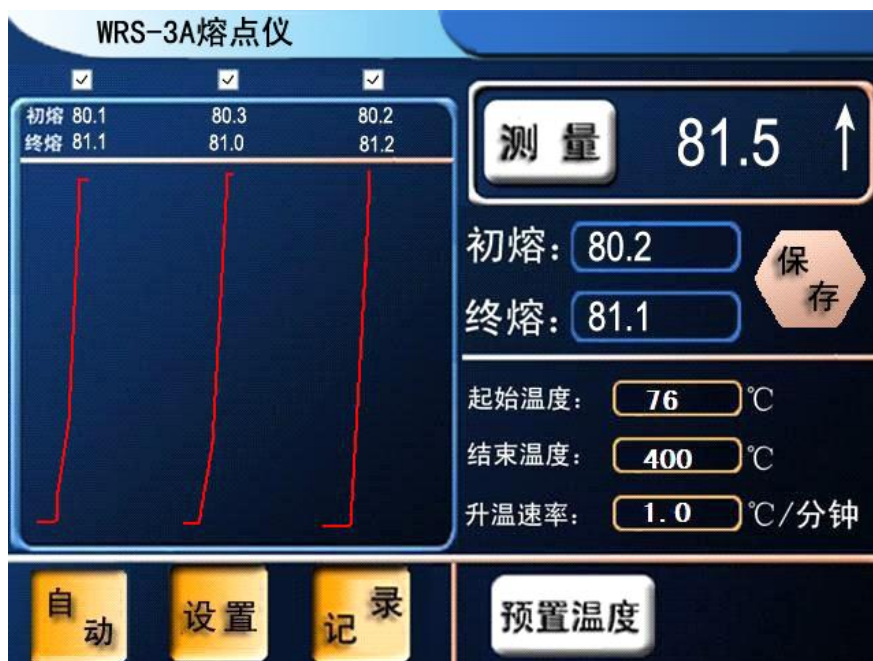 WRS-3A熔点仪
初熔 80.1 80.3 80.2
终熔 81.1 81.0 81.2
测量 81.5 ↑
初熔：80.2
终熔：81.1
保存
起始温度： 76 ℃
结束温度： 400 ℃
升温速率： 1.0 ℃/分钟
自动 设置 记录 预置温度